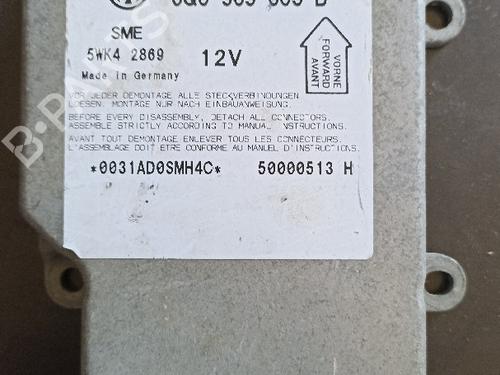 SME
5WK4 2869
12V
Made in Germany
VORNE
FORWARD
AVANT
VOR JEDER DEMONTAGE ALLE STECKVERBINDUNGEN
LOESEN. MONTAGE NUR NACH EINBAUANWEISUNG.
BEFORE EVERY DISASSEMBLY, DETACH ALL CONNECTORS.
ASSEMBLE STRICTLY ACCORDING TO MANUAL INSTRUCTIONS.
AVANT TOUT DEMONTAGE ENLEVER TOUS LES CONNECTEURS.
L'ASSEMBLAGE DOIT ÊTRE CONFORME AU MANUEL D'INSTRUCTIONS.
*0031AD0SMH4C*
50000513 H